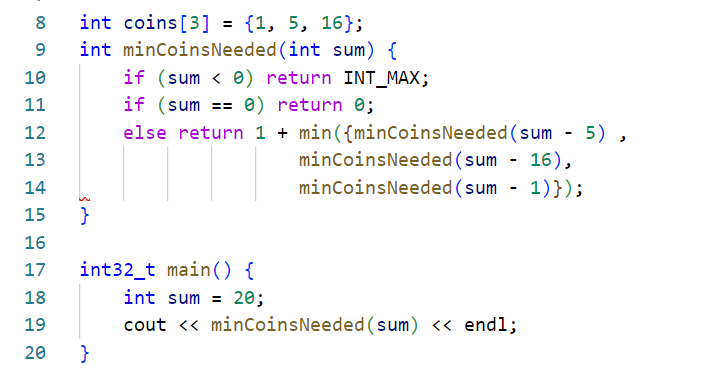 8 int coins[3] = {1, 5, 16};
9 int minCoinsNeeded(int sum) {
10 if (sum < 0) return INT_MAX;
11 if (sum == 0) return 0;
12 else return 1 + min({minCoinsNeeded(sum - 5) ,
13 minCoinsNeeded(sum - 16),
14 minCoinsNeeded(sum - 1)});
15 }
16
17 int32_t main() {
18 int sum = 20;
19 cout << minCoinsNeeded(sum) << endl;
20 }